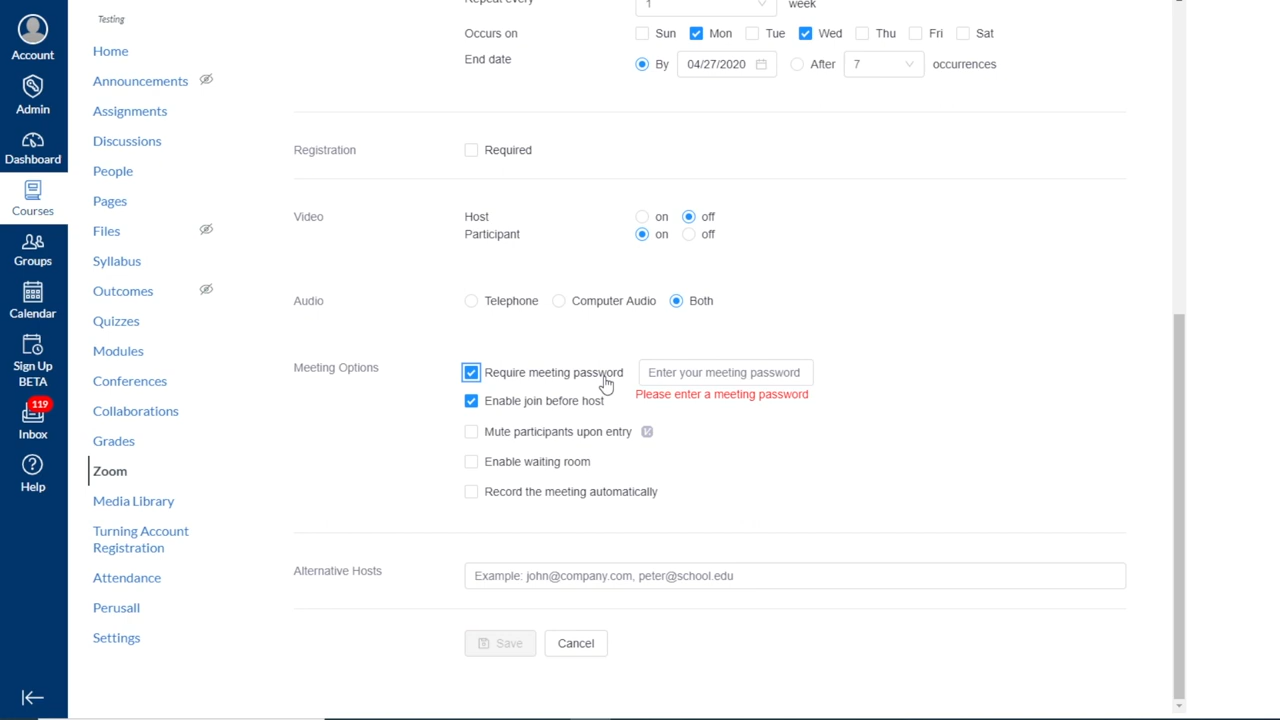 Testing
Account
Admin
Dashboard
Courses
Groups
Calendar
Sign Up
BETA
119
Inbox
Help
Home
Announcements
Assignments
Discussions
People
Pages
Files
Syllabus
Outcomes
Quizzes
Modules
Conferences
Collaborations
Grades
Zoom
Media Library
Turning Account
Registration
Attendance
Perusall
Settings
Repeat every 1 week
Occurs on Sun Mon Tue Wed Thu Fri Sat
End date By 04/27/2020 After 7 occurrences
Registration Required
Video Host on off
Participant on off
Audio Telephone Computer Audio Both
Meeting Options Require meeting password Enter your meeting password
Please enter a meeting password
Enable join before host
Mute participants upon entry
Enable waiting room
Record the meeting automatically
Alternative Hosts Example: john@company.com, peter@school.edu
Save Cancel